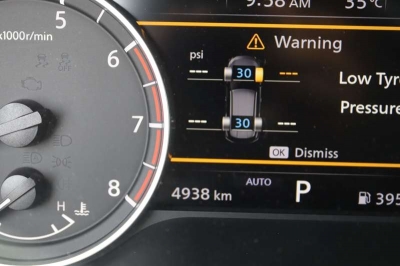 9:58 AM 35°C
5
x1000r/min
6
7
8
H
Warning
psi
--- 30 ---
Low Tyre
Pressure
--- 30 ---
OK Dismiss
4938 km AUTO P 395